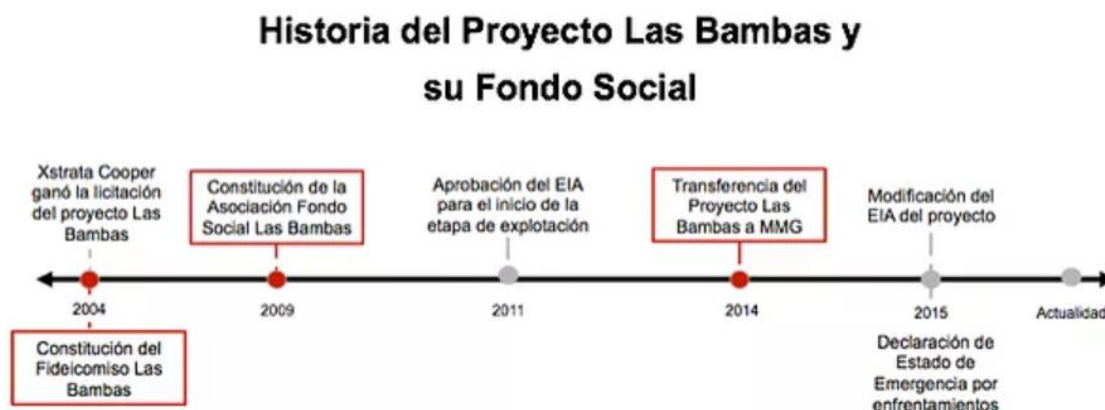 Historia del Proyecto Las Bambas y
su Fondo Social
Xstrata Cooper
ganó la licitación
del proyecto Las
Bambas
Constitución de la
Asociación Fondo
Social Las Bambas
Aprobación del EIA
para el inicio de la
etapa de explotación
Transferencia del
Proyecto Las
Bambas a MMG
Modificación del
EIA del proyecto
2004
2009
2011
2014
2015
Actualidad
Constitución del
Fideicomiso Las
Bambas
Declaración de
Estado de
Emergencia por
enfrentamientos